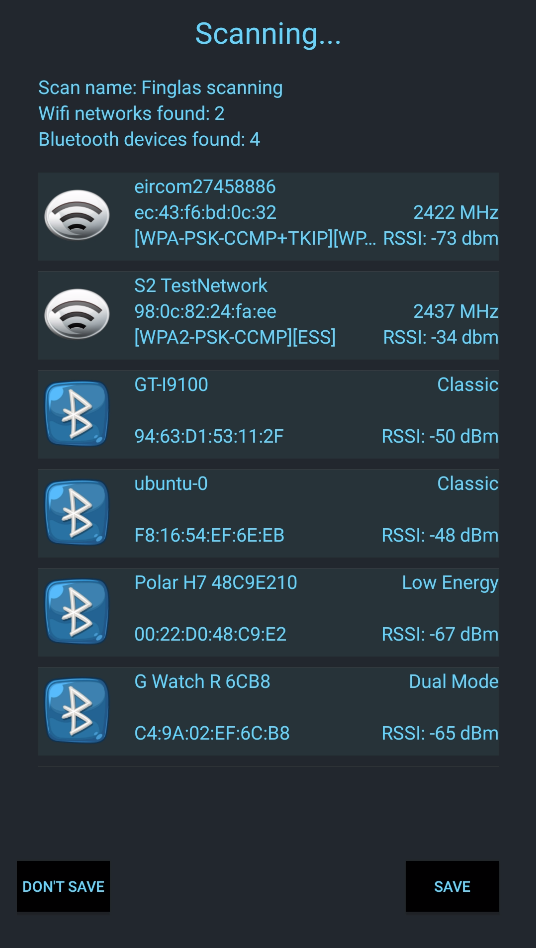 Scanning...
Scan name: Finglas scanning
Wifi networks found: 2
Bluetooth devices found: 4
eircom27458886
ec:43:f6:bd:0c:32 2422 MHz
[WPA-PSK-CCMP+TKIP][WP... RSSI: -73 dbm
S2 TestNetwork
98:0c:82:24:fa:ee 2437 MHz
[WPA2-PSK-CCMP][ESS] RSSI: -34 dbm
GT-I9100 Classic
94:63:D1:53:11:2F RSSI: -50 dBm
ubuntu-0 Classic
F8:16:54:EF:6E:EB RSSI: -48 dBm
Polar H7 48C9E210 Low Energy
00:22:D0:48:C9:E2 RSSI: -67 dBm
G Watch R 6CB8 Dual Mode
C4:9A:02:EF:6C:B8 RSSI: -65 dBm
DON'T SAVE SAVE